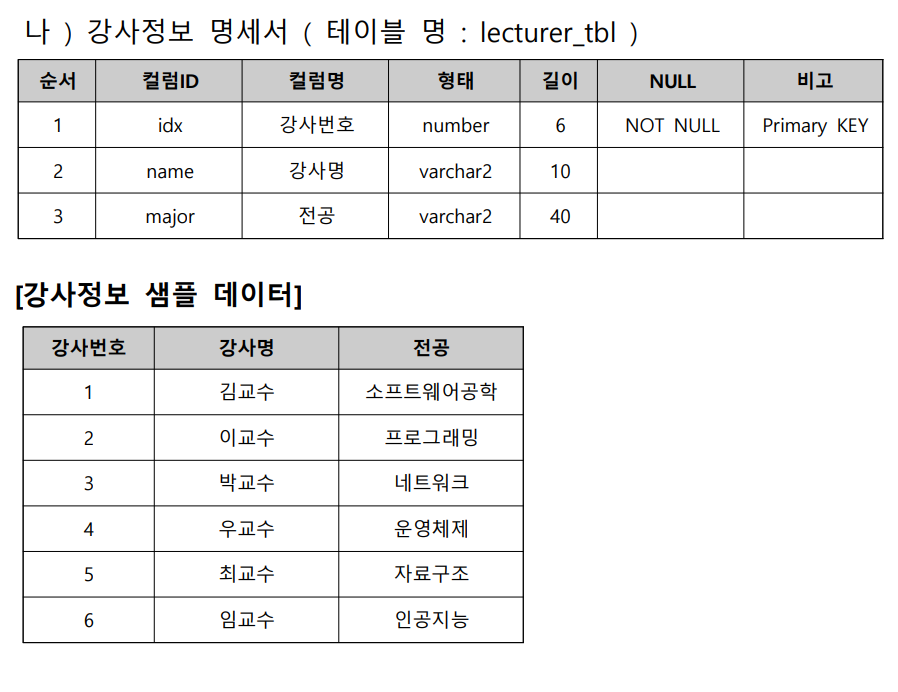 나 ) 강사정보 명세서 ( 테이블 명 : lecturer_tbl )
순서 컬럼ID 컬럼명 형태 길이 NULL 비고
1 idx 강사번호 number 6 NOT NULL Primary KEY
2 name 강사명 varchar2 10
3 major 전공 varchar2 40
[강사정보 샘플 데이터]
강사번호 강사명 전공
1 김교수 소프트웨어공학
2 이교수 프로그래밍
3 박교수 네트워크
4 우교수 운영체제
5 최교수 자료구조
6 임교수 인공지능